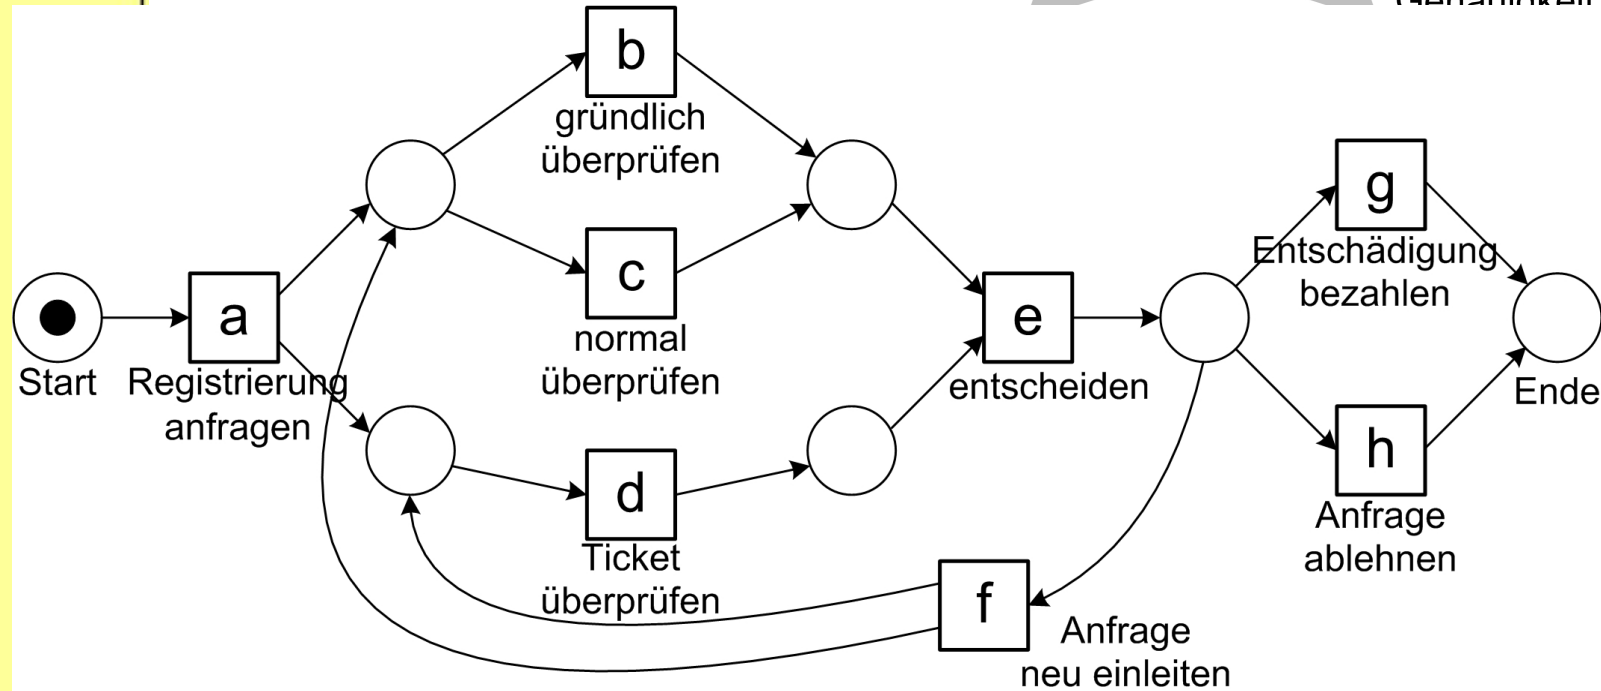 b
gründlich
überprüfen
g
Entschädigung
bezahlen
c
normal
überprüfen
a
e
Start
Registrierung
anfragen
entscheiden
Ende
d
Ticket
überprüfen
h
Anfrage
ablehnen
f
Anfrage
neu einleiten